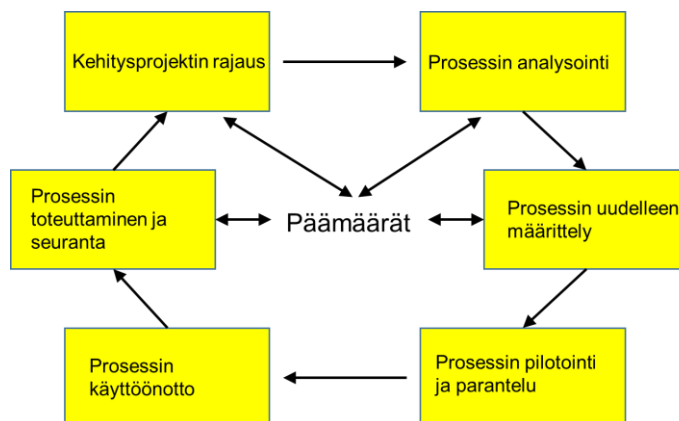 Kehitysprojektin rajaus
Prosessin analysointi
Prosessin
toteuttaminen ja
seuranta
Päämäärät
Prosessin uudelleen
määrittely
Prosessin
käyttöönotto
Prosessin pilotointi
ja parantelu